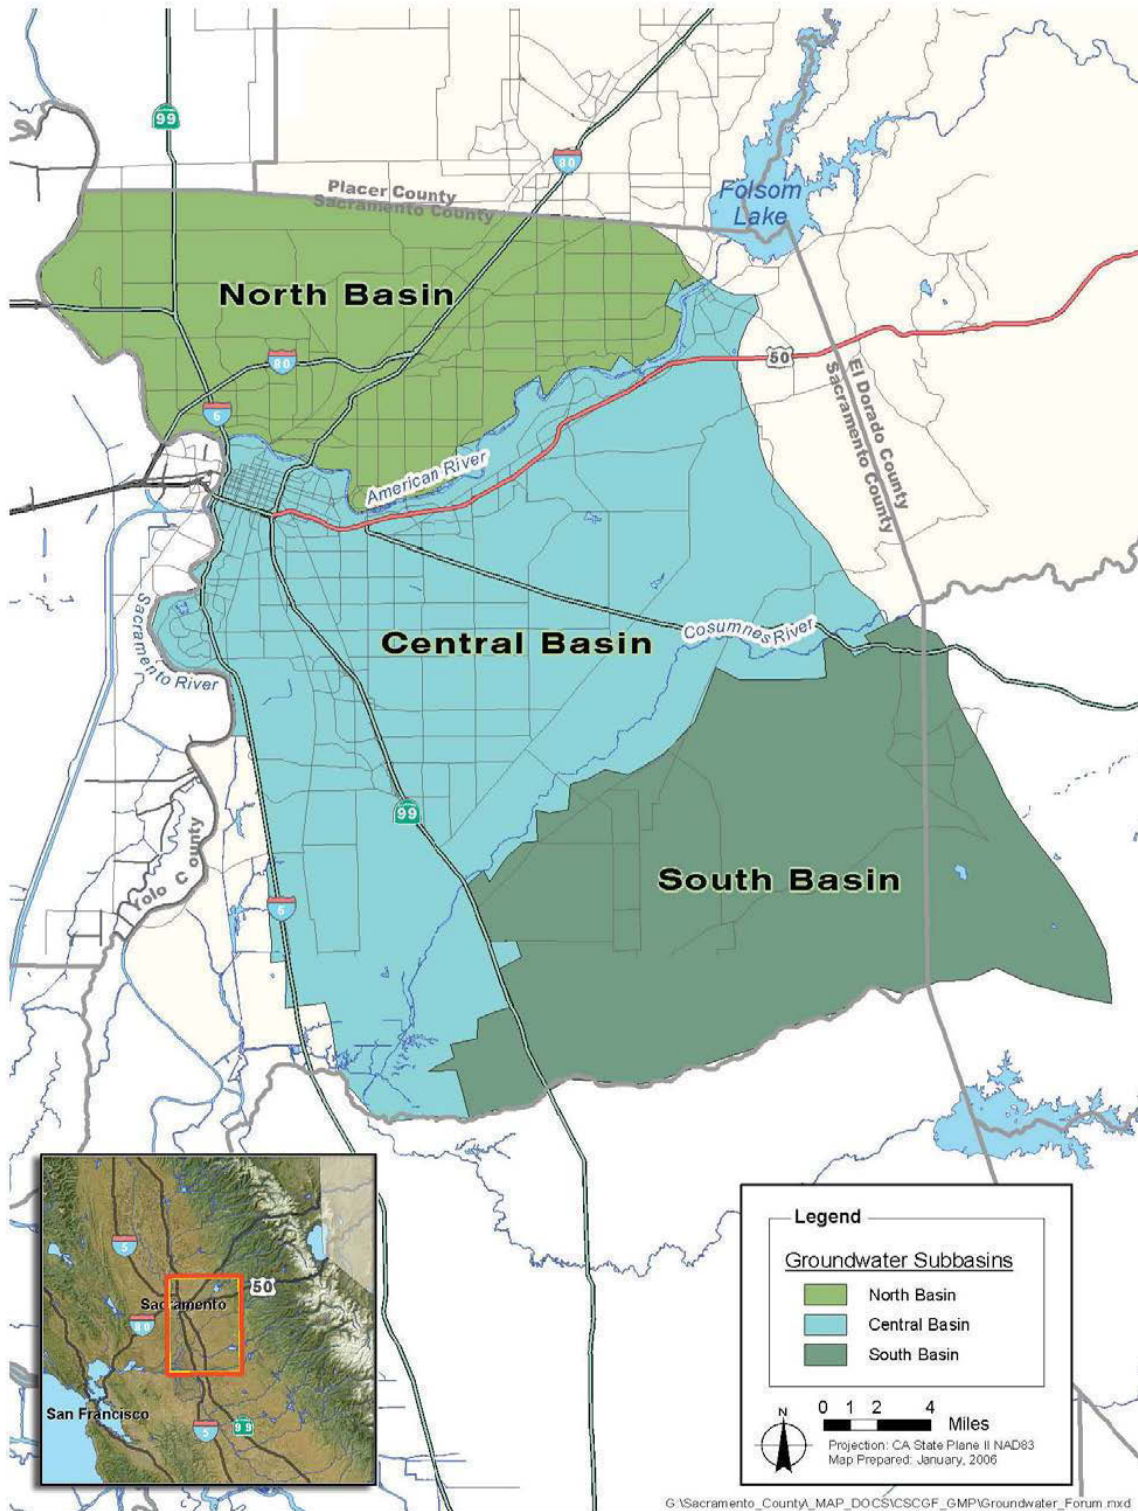 99
80
Placer County
Sacramento County
Folsom
Lake
North Basin
80
50
5
El Dorado County
Sacramento County
American River
Sacramento River
Central Basin
Cosumnes River
99
Yolo County
South Basin
5
5
50
Sacramento
80
San Francisco
5
99
Legend
Groundwater Subbasins
North Basin
Central Basin
South Basin
N
0 1 2 4
Miles
Projection: CA State Plane II NAD83
Map Prepared: January, 2006
G:\Sacramento_County\_MAP_DOCS\CSCGF_GMP\Groundwater_Forum.mxd